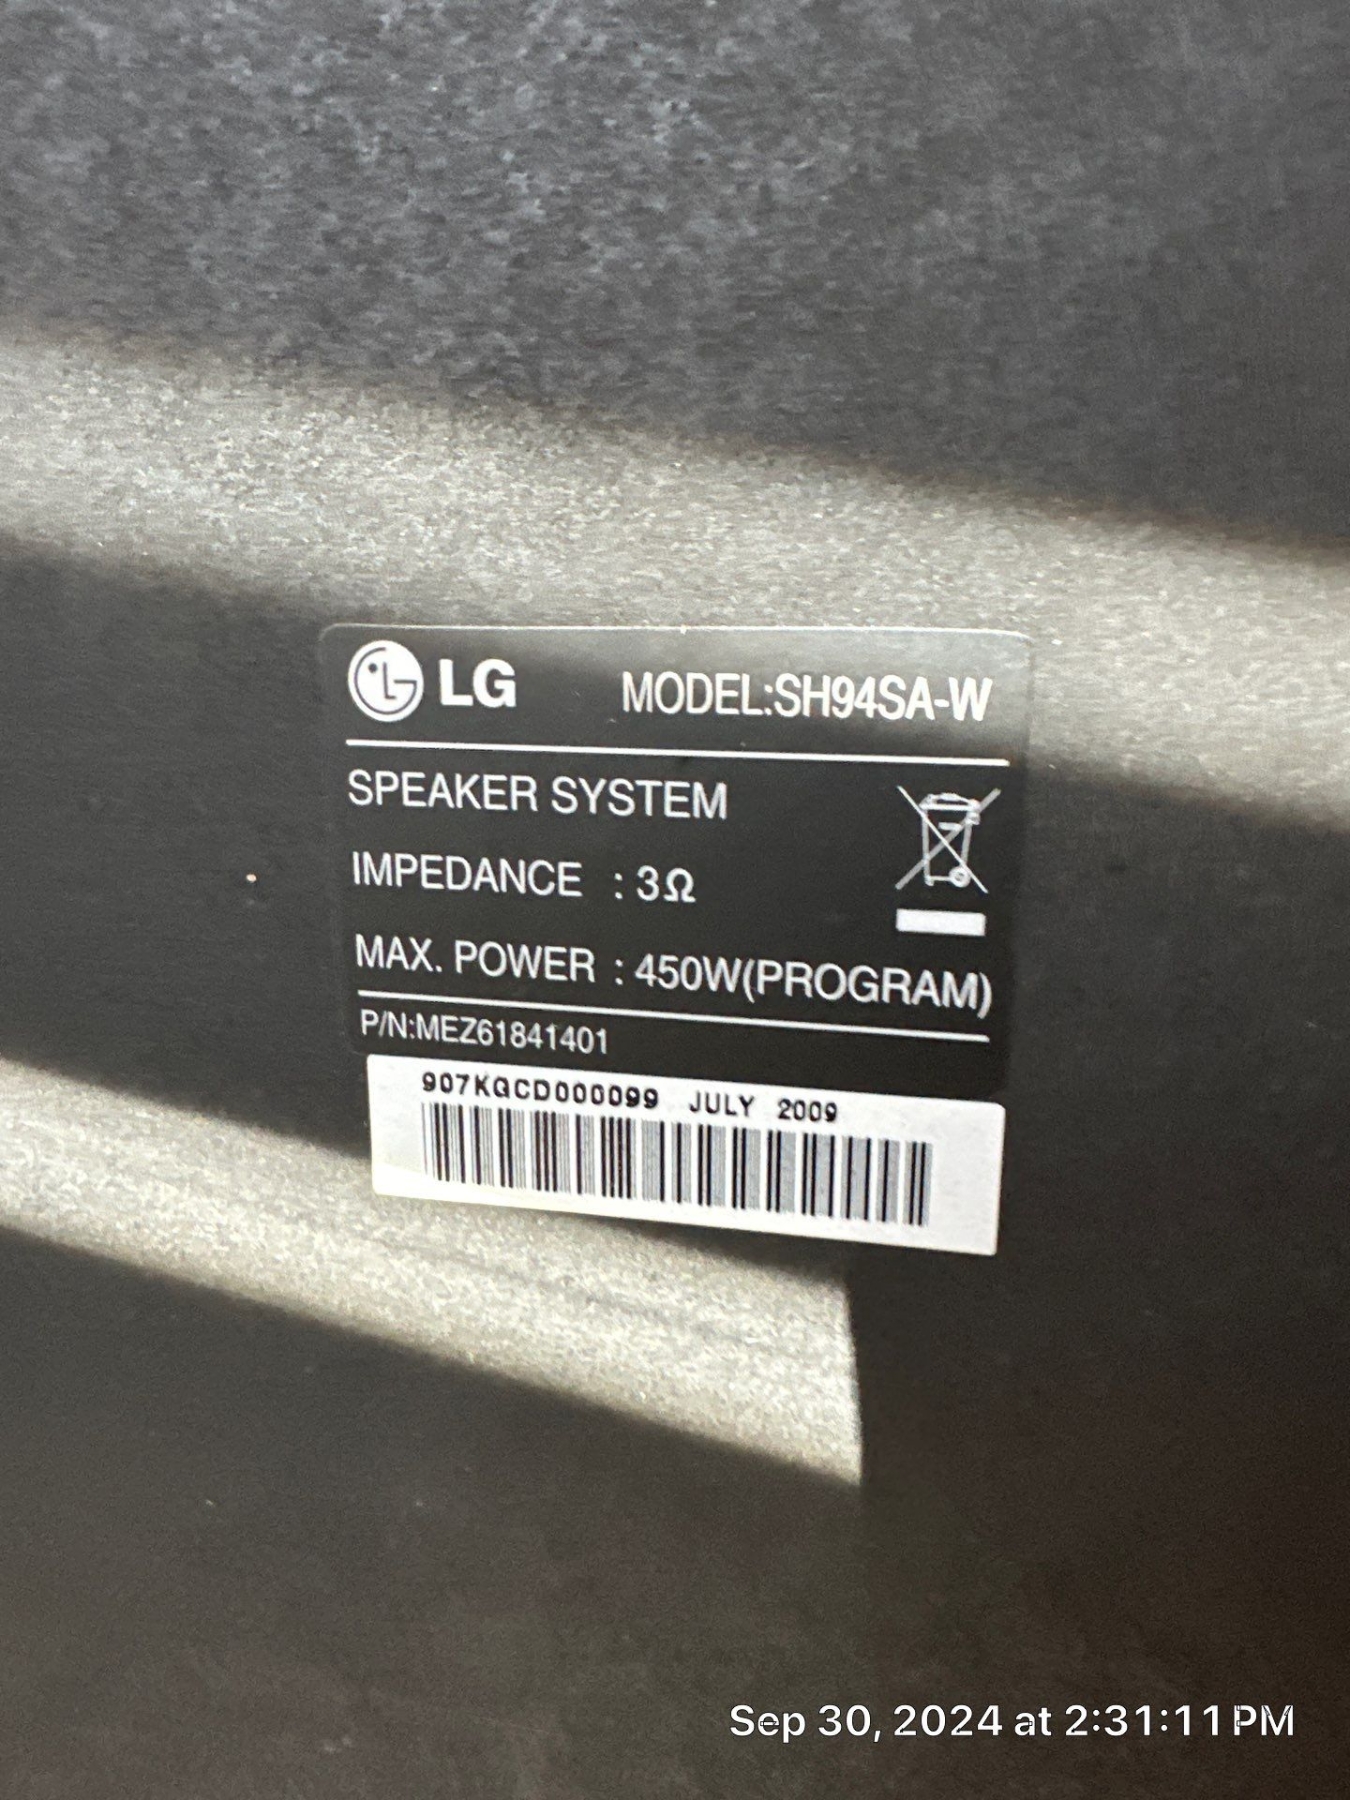 LG MODEL:SH94SA-W
SPEAKER SYSTEM
IMPEDANCE : 3Ω
MAX. POWER : 450W(PROGRAM)
P/N:MEZ61841401
907KGCD000099 JULY 2009
Sep 30, 2024 at 2:31:11 PM